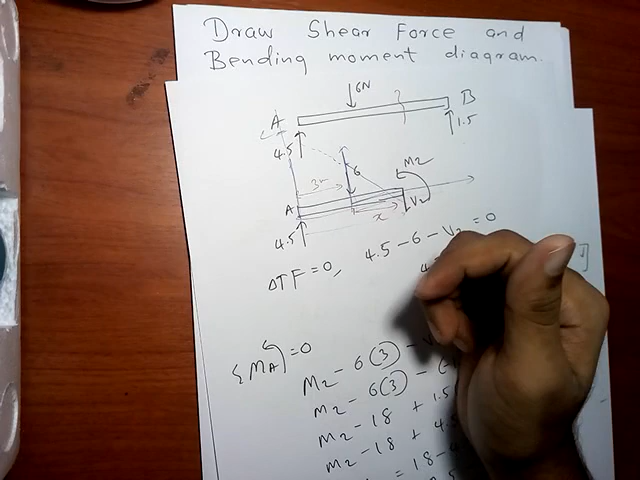 Draw Shear Force and
Bending moment diagram.
6N
A B
4.5 1.5
M2
3m 6
A x V2
4.5
4.5 - 6 - V2 = 0
F = 0,
4.
MA) = 0
M2 - 6(3) - V
M2 - 6(3) - (-
M2 - 18 + 1.5
M2 - 18 + 4.5
= 18 -